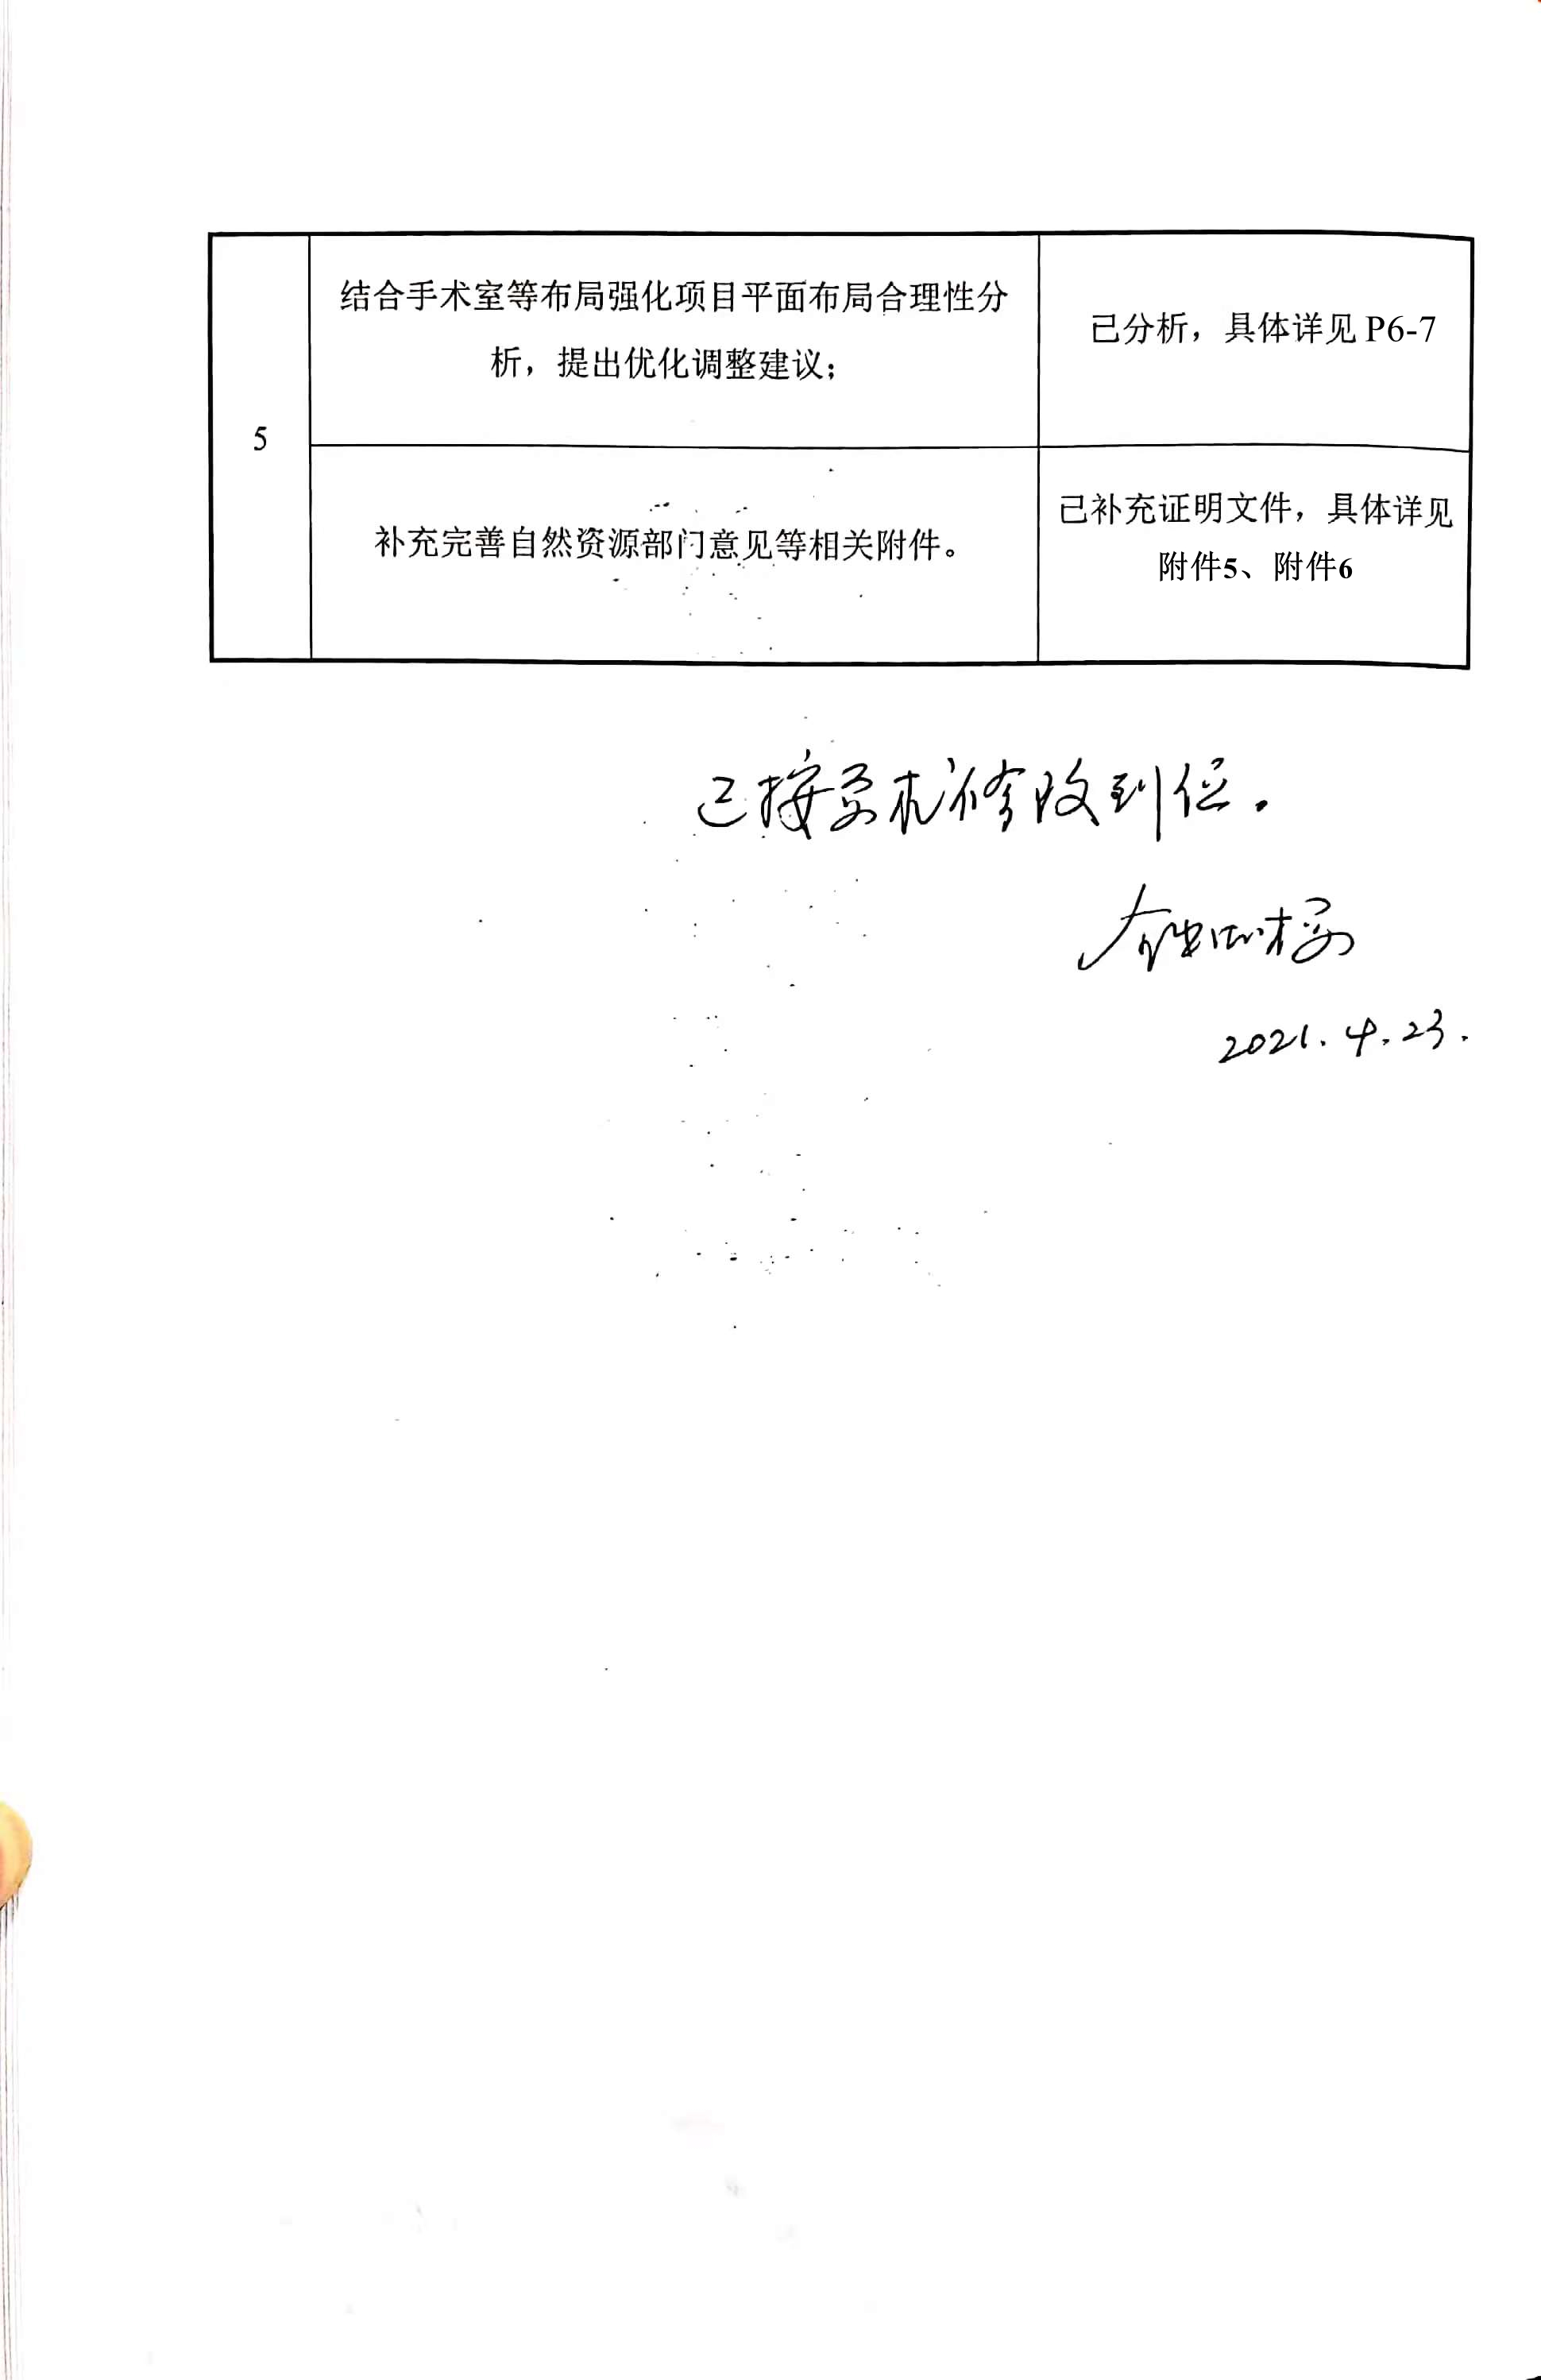 结合手术室等布局强化项目平面布局合理性分
析，提出优化调整建议；
已分析，具体详见 P6-7
5
补充完善自然资源部门意见等相关附件。
已补充证明文件，具体详见
附件5、附件6
已按要求修改到位。
2021.4.23.